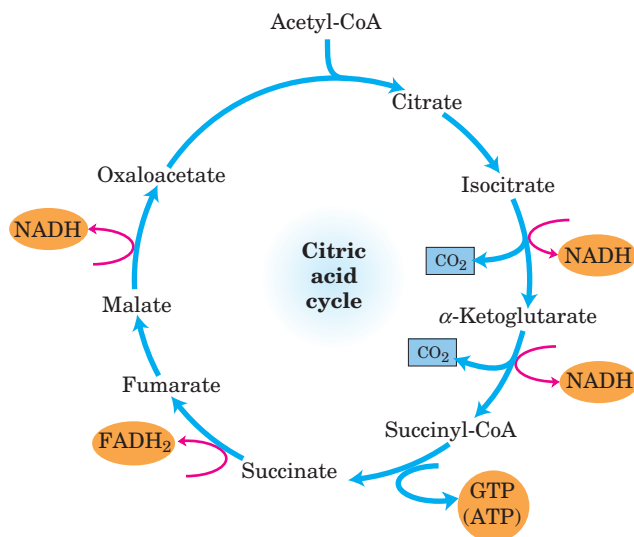 Acetyl-CoA
Citrate
Isocitrate
NADH
CO₂
α-Ketoglutarate
CO₂
NADH
Succinyl-CoA
GTP
(ATP)
Succinate
FADH₂
Fumarate
Malate
NADH
Oxaloacetate
Citric
acid
cycle